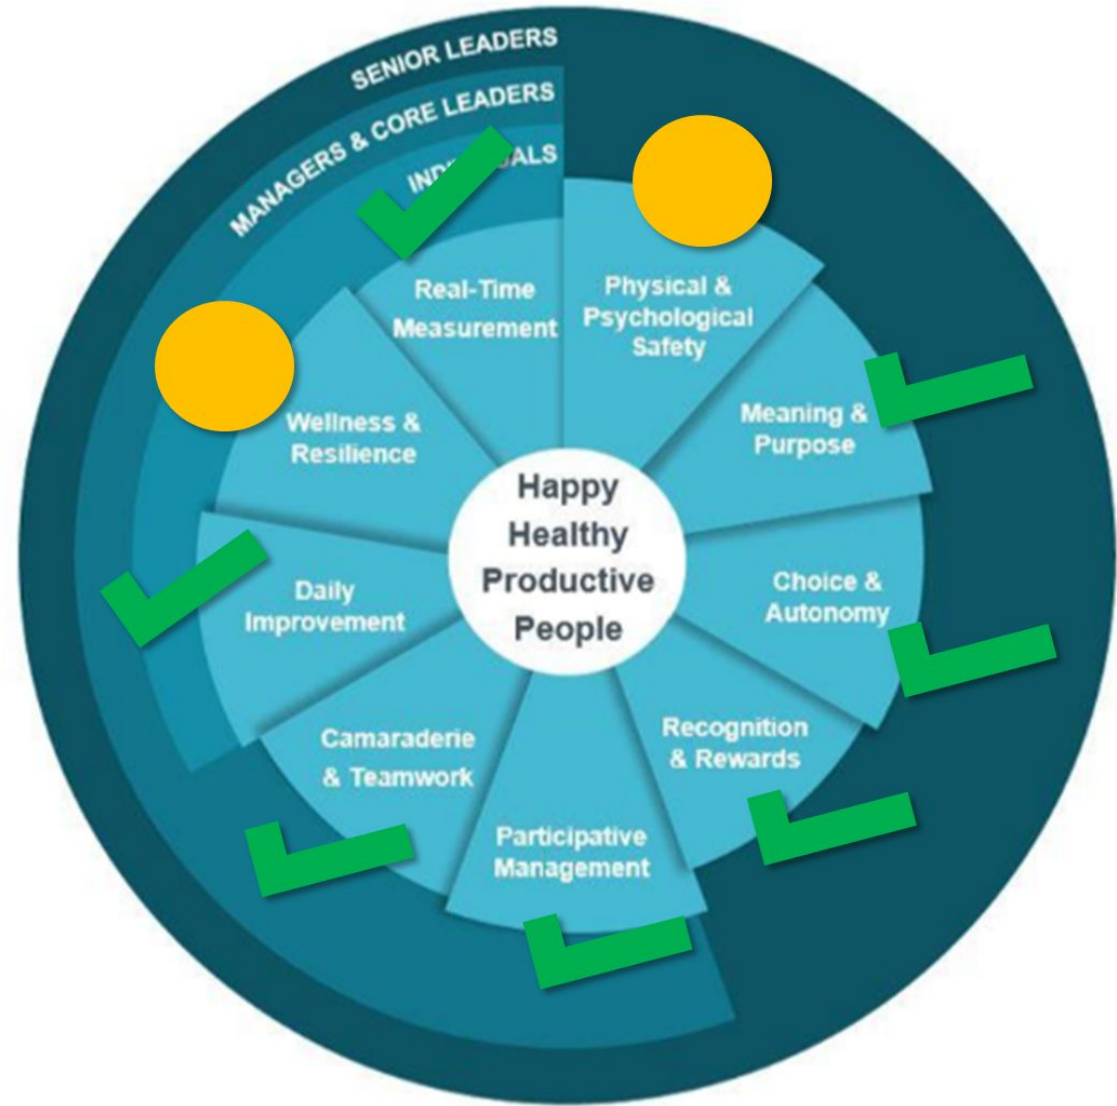 SENIOR LEADERS
MANAGERS & CORE LEADERS
Real-Time
Measurement
Physical &
Psychological
Safety
Meaning &
Purpose
Choice &
Autonomy
Recognition
& Rewards
Participative
Management
Camaraderie
& Teamwork
Daily
Improvement
Wellness &
Resilience
Happy
Healthy
Productive
People